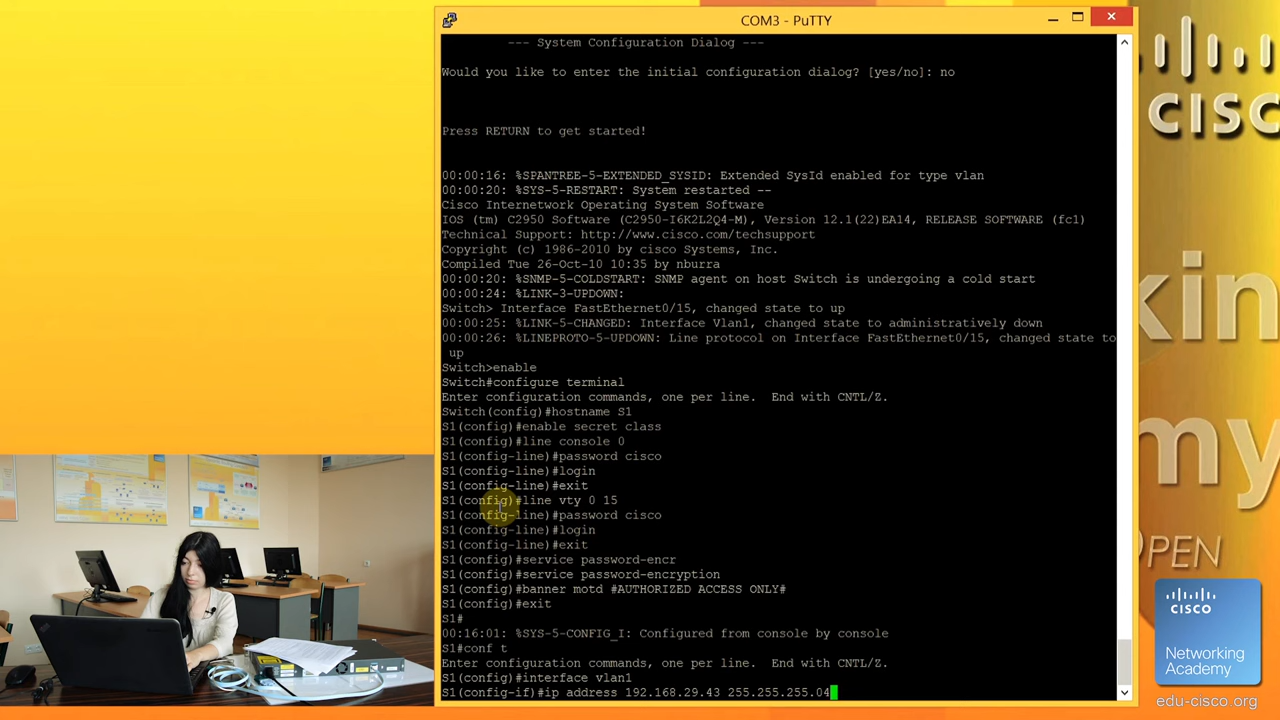 COM3 - PuTTY
--- System Configuration Dialog ---
Would you like to enter the initial configuration dialog? [yes/no]: no
Press RETURN to get started!
00:00:16: %SPANTREE-5-EXTENDED_SYSID: Extended SysId enabled for type vlan
00:00:20: %SYS-5-RESTART: System restarted --
Cisco Internetwork Operating System Software
IOS (tm) C2950 Software (C2950-I6K2L2Q4-M), Version 12.1(22)EA14, RELEASE SOFTWARE (fc1)
Technical Support: http://www.cisco.com/techsupport
Copyright (c) 1986-2010 by cisco Systems, Inc.
Compiled Tue 26-Oct-10 10:35 by nburra
00:00:20: %SNMP-5-COLDSTART: SNMP agent on host Switch is undergoing a cold start
00:00:24: %LINK-3-UPDOWN:
Switch> Interface FastEthernet0/15, changed state to up
00:00:25: %LINK-5-CHANGED: Interface Vlan1, changed state to administratively down
00:00:26: %LINEPROTO-5-UPDOWN: Line protocol on Interface FastEthernet0/15, changed state to
up
Switch>enable
Switch#configure terminal
Enter configuration commands, one per line.  End with CNTL/Z.
Switch(config)#hostname S1
S1(config)#enable secret class
S1(config)#line console 0
S1(config-line)#password cisco
S1(config-line)#login
S1(config-line)#exit
S1(config)#line vty 0 15
S1(config-line)#password cisco
S1(config-line)#login
S1(config-line)#exit
S1(config)#service password-encr
S1(config)#service password-encryption
S1(config)#banner motd #AUTHORIZED ACCESS ONLY#
S1(config)#exit
S1#
00:16:01: %SYS-5-CONFIG_I: Configured from console by console
S1#conf t
Enter configuration commands, one per line.  End with CNTL/Z.
S1(config)#interface vlan1
S1(config-if)#ip address 192.168.29.43 255.255.255.04
CISCO
kin
my
OPEN
CISCO
Networking
Academy
edu-cisco.org